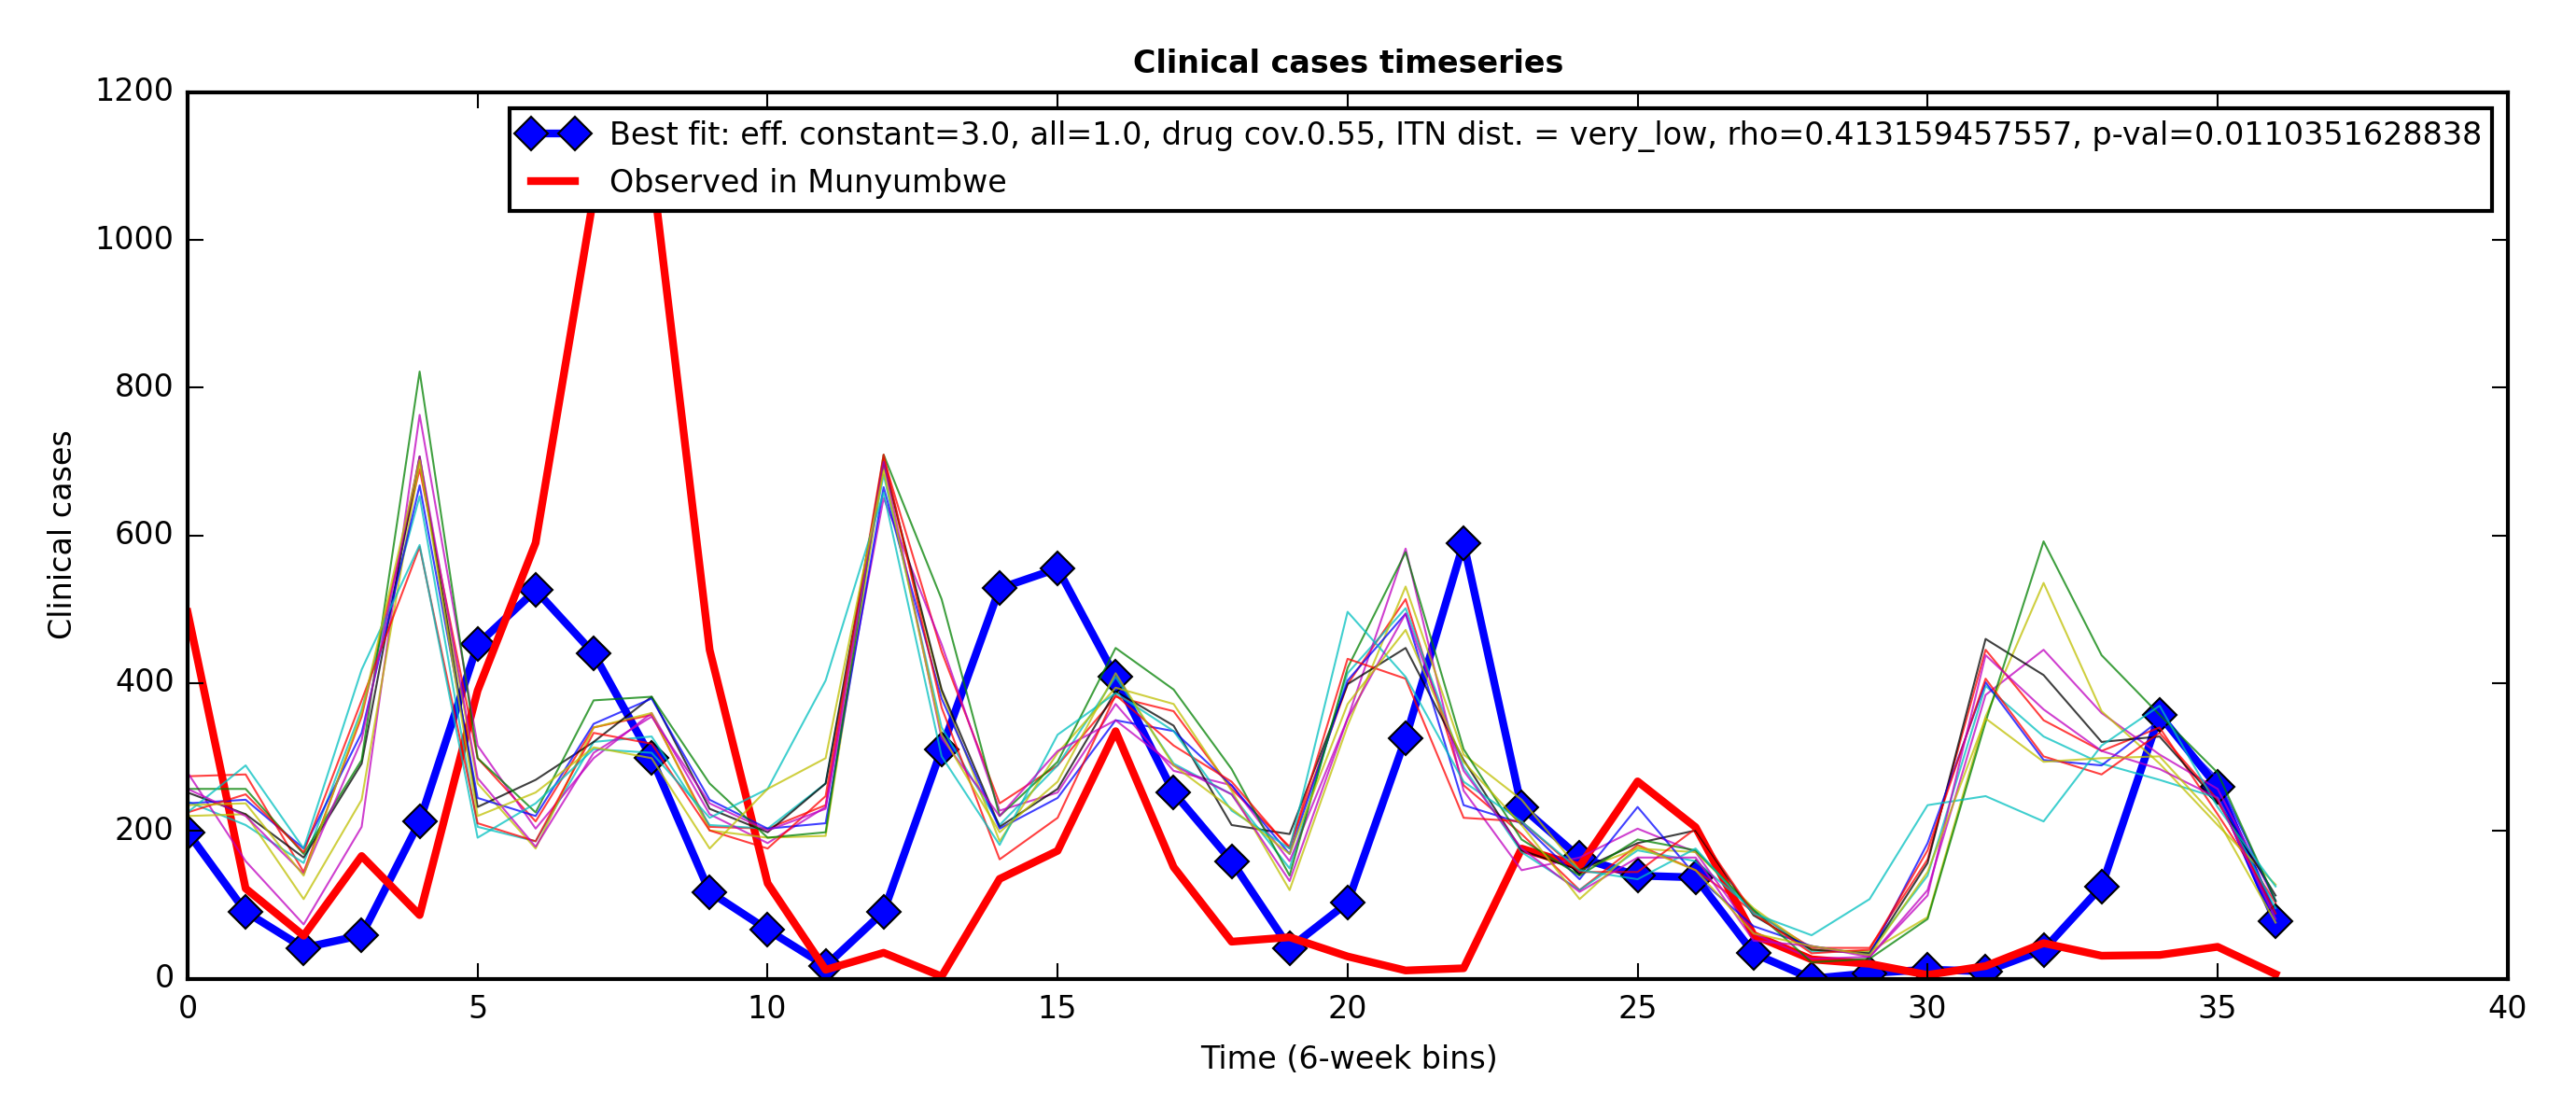 Clinical cases timeseries
Best fit: eff. constant=3.0, all=1.0, drug cov.0.55, ITN dist. = very_low, rho=0.413159457557, p-val=0.0110351628838
Observed in Munyumbwe
1200
1000
800
600
400
200
0
Clinical cases
0 5 10 15 20 25 30 35 40
Time (6-week bins)